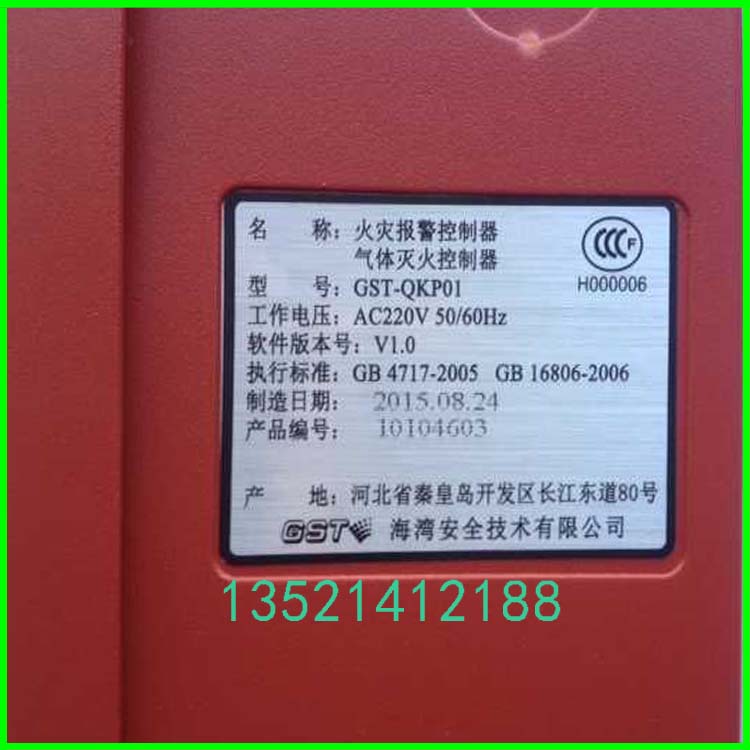 名　　称：火灾报警控制器
气体灭火控制器
CCCF
H000006
型　　号：GST-QKP01
工作电压：AC220V 50/60Hz
软件版本号：V1.0
执行标准：GB 4717-2005 GB 16806-2006
制造日期：2015.08.24
产品编号：10104603
产　　地：河北省秦皇岛开发区长江东道80号
GST 海湾安全技术有限公司
13521412188